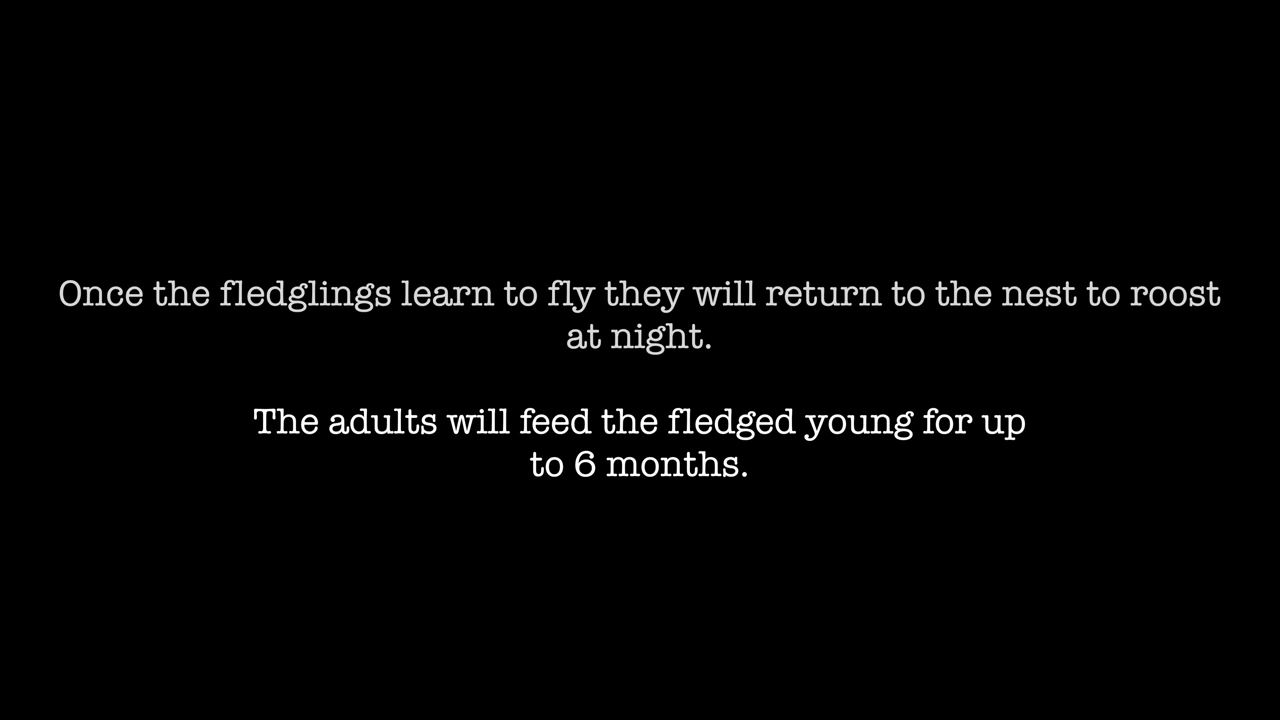 Once the fledglings learn to fly they will return to the nest to roost
at night.
The adults will feed the fledged young for up
to 6 months.